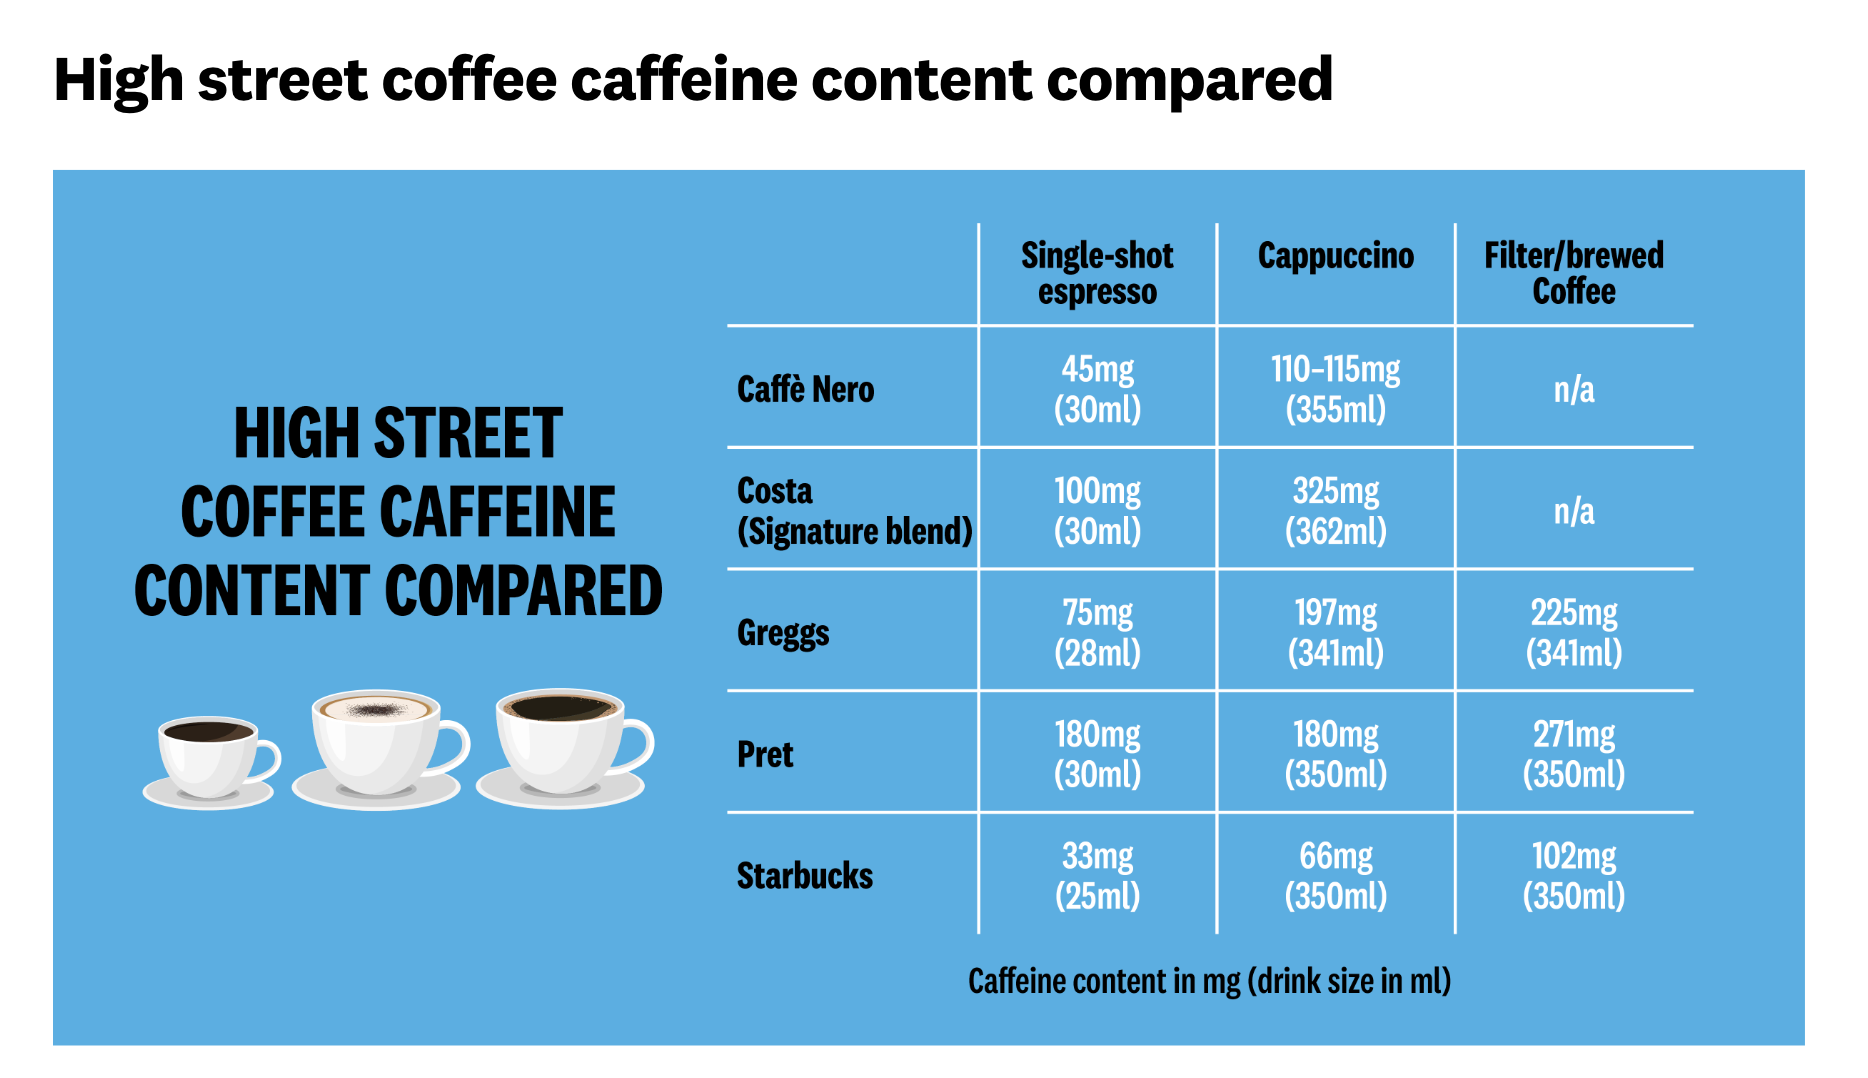 High street coffee caffeine content compared
HIGH STREET
COFFEE CAFFEINE
CONTENT COMPARED
Single-shot
espresso
Cappuccino
Filter/brewed
Coffee
Caffè Nero
45mg
(30ml)
110–115mg
(355ml)
n/a
Costa
(Signature blend)
100mg
(30ml)
325mg
(362ml)
n/a
Greggs
75mg
(28ml)
197mg
(341ml)
225mg
(341ml)
Pret
180mg
(30ml)
180mg
(350ml)
271mg
(350ml)
Starbucks
33mg
(25ml)
66mg
(350ml)
102mg
(350ml)
Caffeine content in mg (drink size in ml)